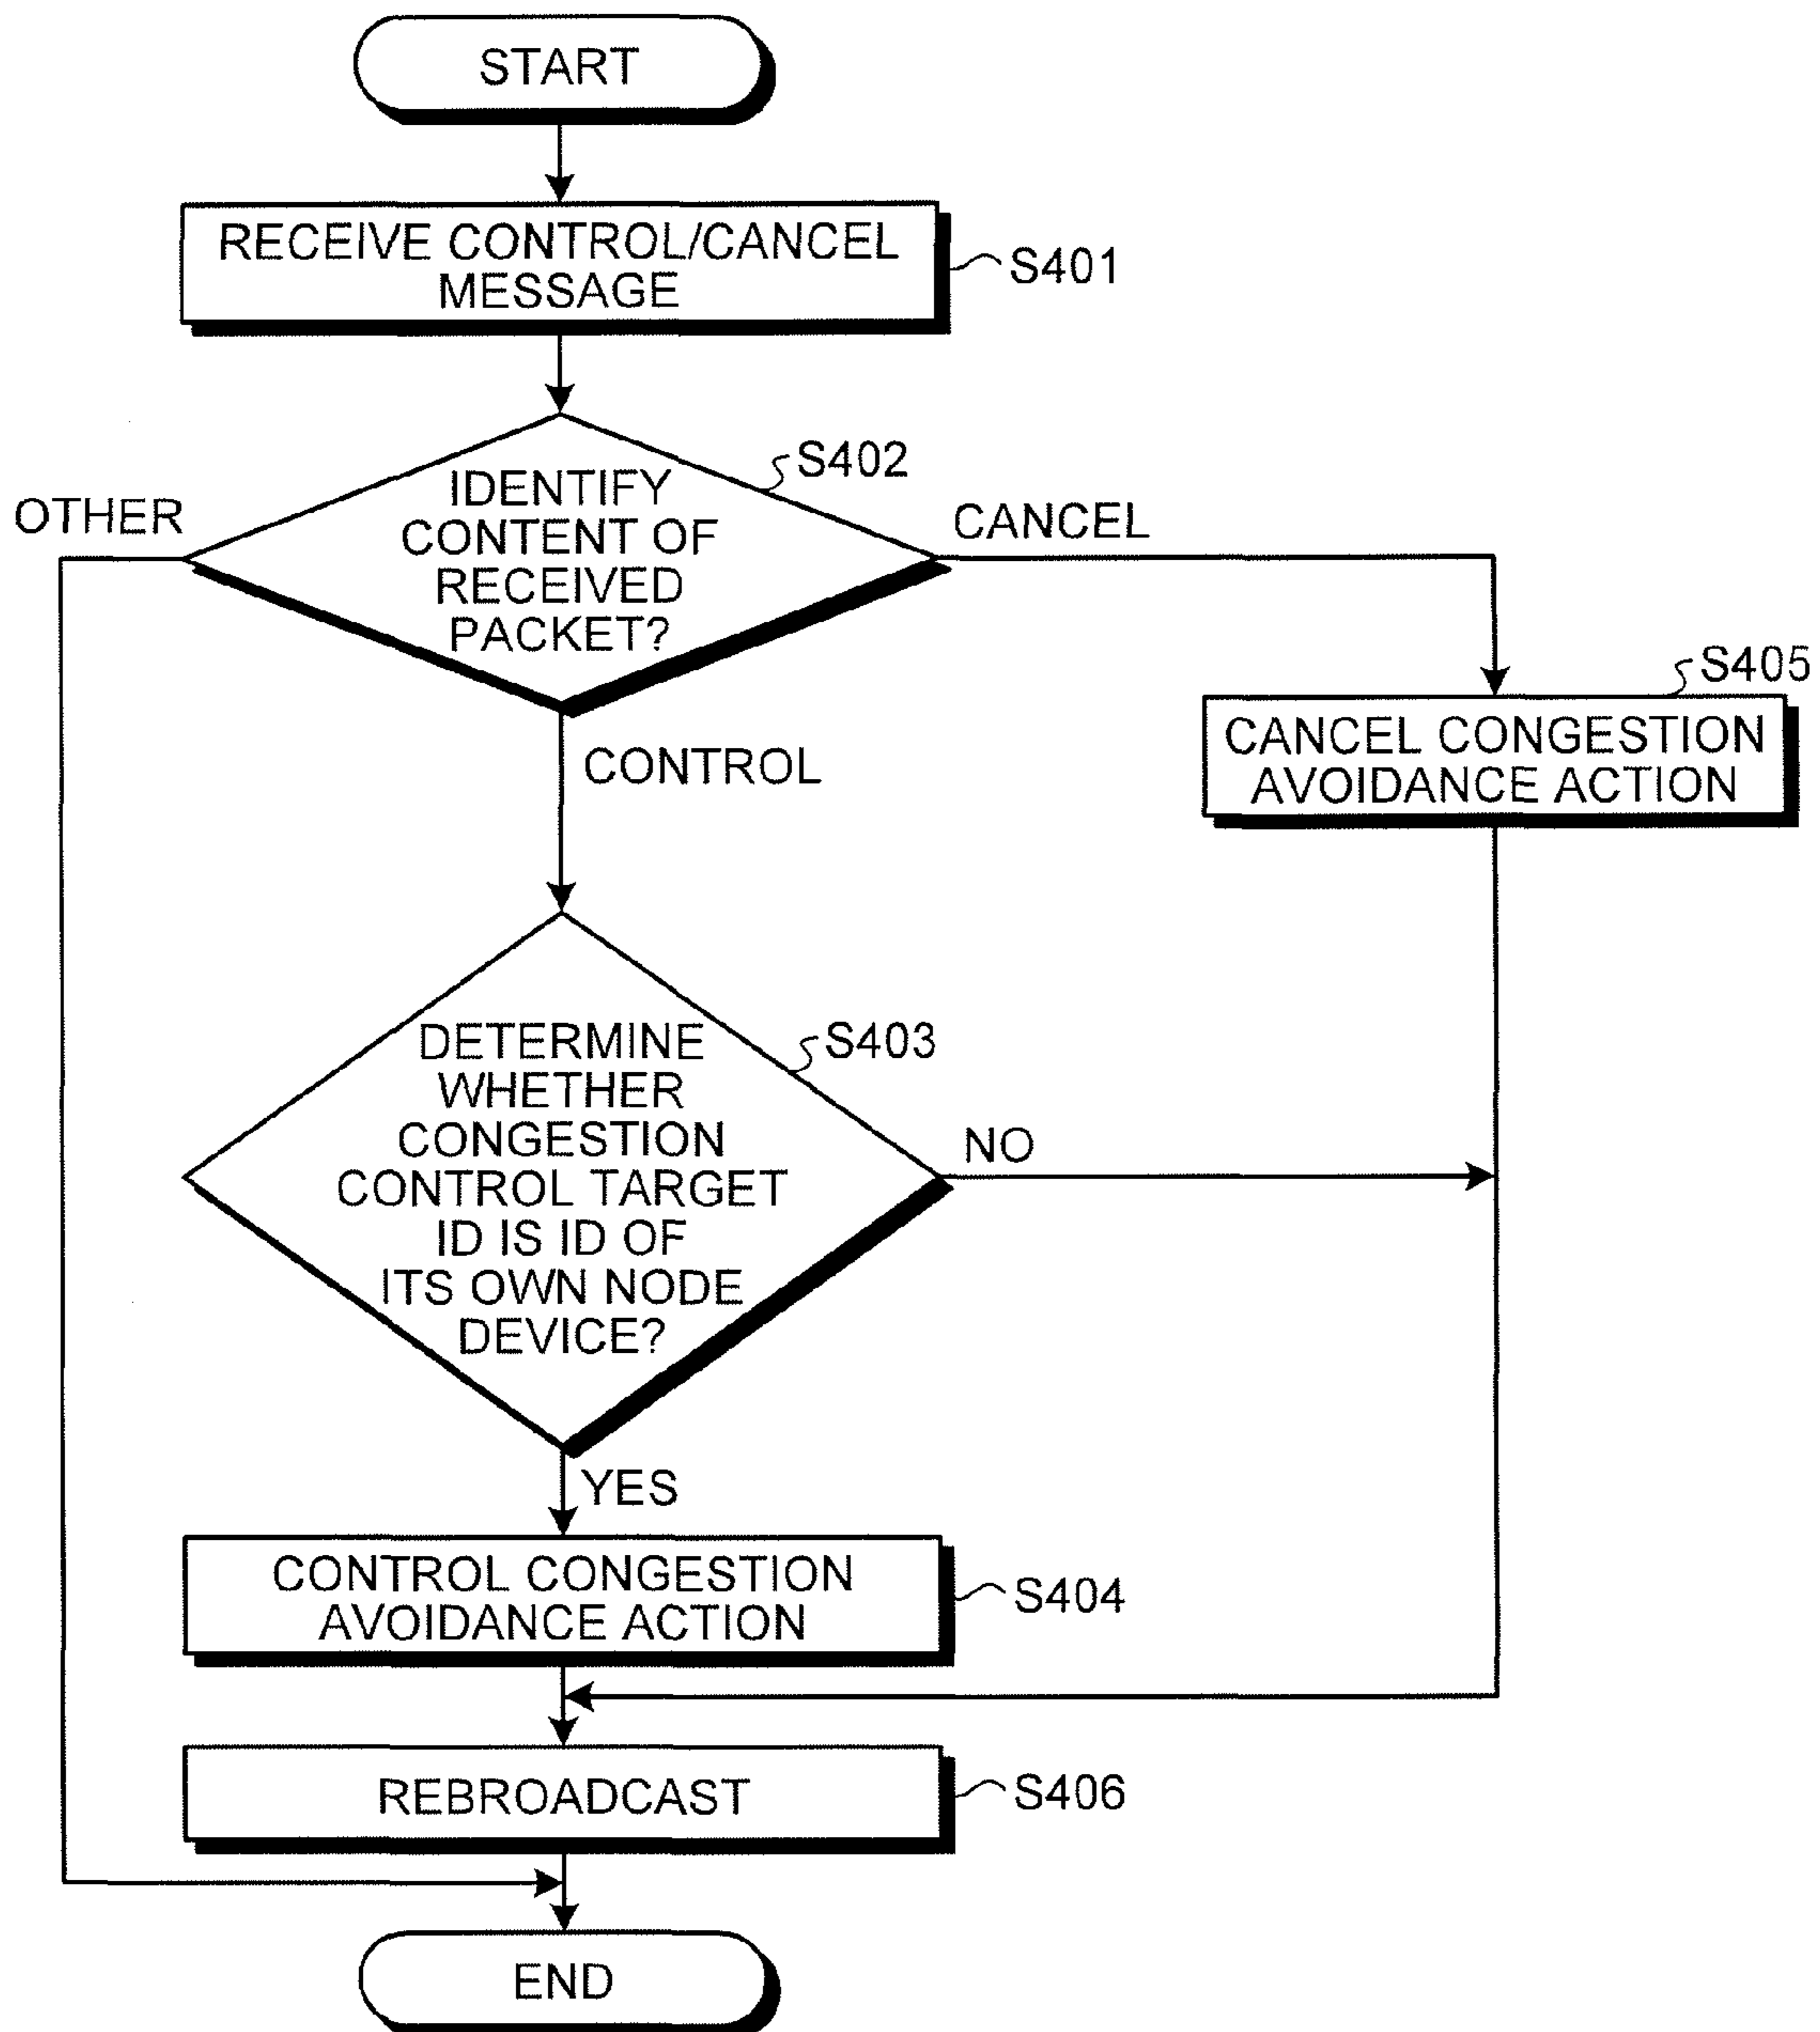 START
RECEIVE CONTROL/CANCEL
MESSAGE
S401
S402
IDENTIFY
CONTENT OF
RECEIVED
PACKET?
OTHER
CANCEL
S405
CANCEL CONGESTION
AVOIDANCE ACTION
CONTROL
S403
DETERMINE
WHETHER
CONGESTION
CONTROL TARGET
ID IS ID OF
ITS OWN NODE
DEVICE?
NO
YES
CONTROL CONGESTION
AVOIDANCE ACTION
S404
REBROADCAST
S406
END